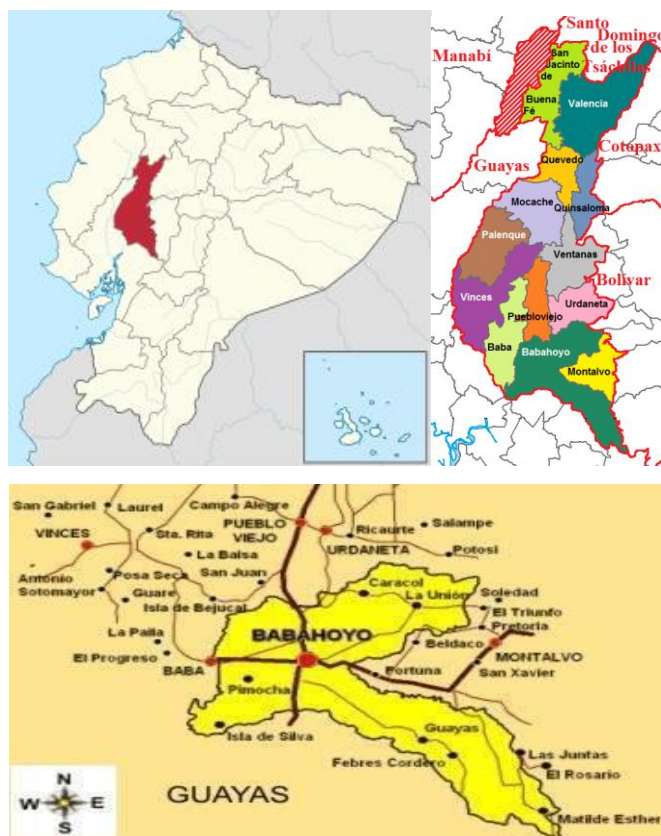 Santo
Domingo
de los
Tsáchilas
Manabí
San
Jacinto
de
Buena
Fé
Valencia
Cotopaxi
Guayas
Quevedo
Mocache
Quinsaloma
Palenque
Ventanas
Bolívar
Vinces
Urdaneta
Puebloviejo
Baba
Babahoyo
Montalvo
San Gabriel
Laurel
Campo Alegre
PUEBLO
VIEJO
Salampe
VINCES
Sta. Rita
Ricaurte
URDANETA
Potosi
La Balsa
Antonio
Sotomayor
Posa Seca
San Juan
Guare
Isla de Bejucal
Caracol
La Unión
Soledad
El Triunfo
Pretoria
La Palla
BABAHOYO
Beldaco
El Progreso
BABA
MONTALVO
Fortuna
San Xavier
Pimocha
Isla de Silva
Guayas
Febres Cordero
Las Juntas
El Rosario
N
W E
S
GUAYAS
Matilde Esther